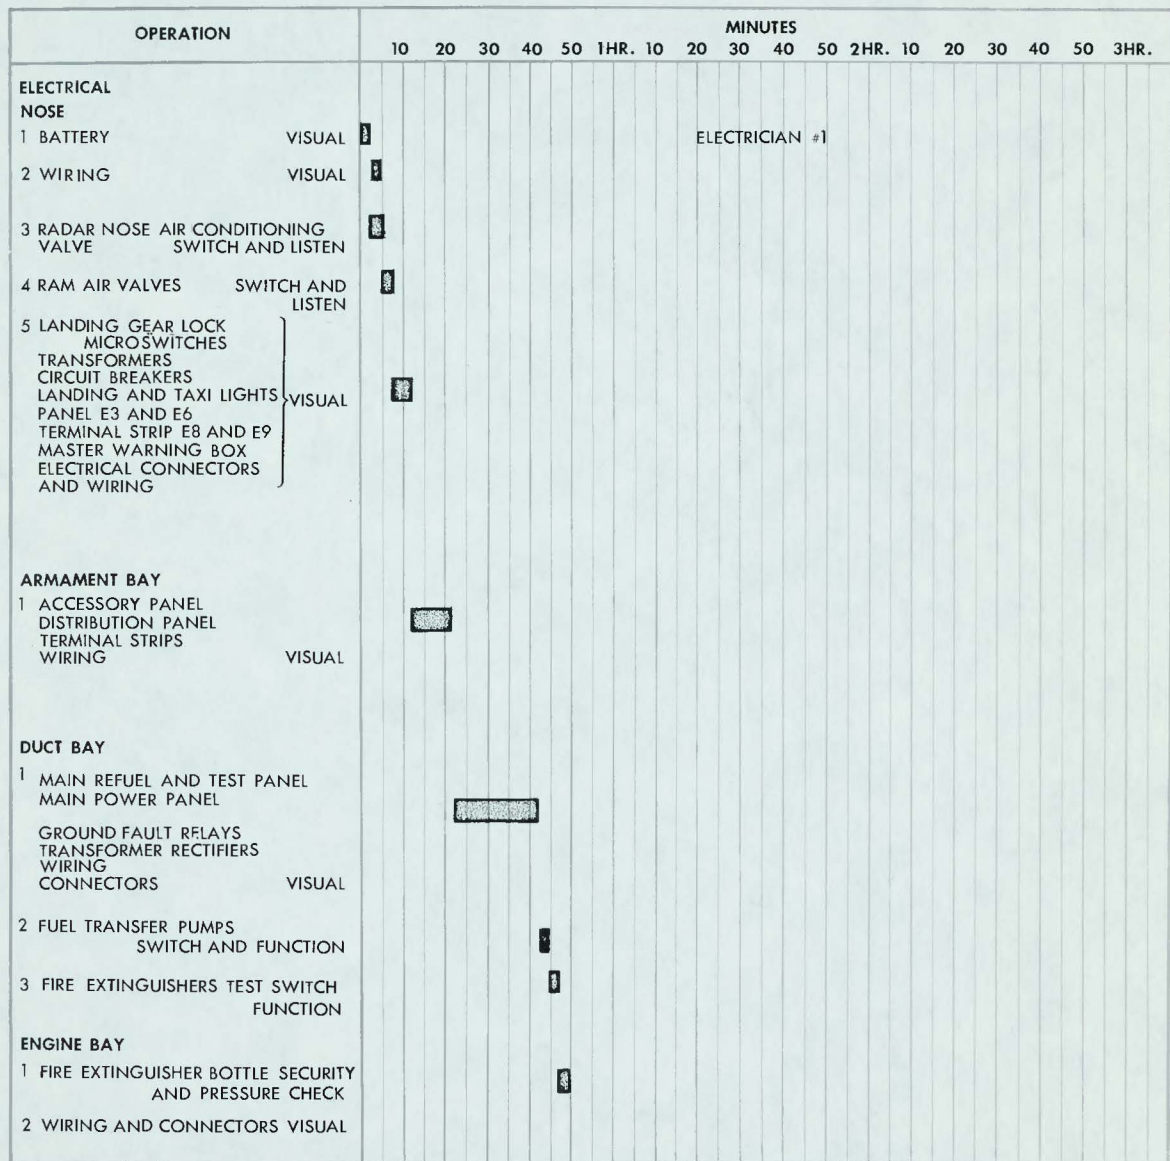 OPERATION
MINUTES
10 20 30 40 50 1HR. 10 20 30 40 50 2HR. 10 20 30 40 50 3HR.
ELECTRICAL
NOSE
1 BATTERY VISUAL
ELECTRICIAN #1
2 WIRING VISUAL
3 RADAR NOSE AIR CONDITIONING
VALVE SWITCH AND LISTEN
4 RAM AIR VALVES SWITCH AND
LISTEN
5 LANDING GEAR LOCK
MICROSWITCHES
TRANSFORMERS
CIRCUIT BREAKERS
LANDING AND TAXI LIGHTS
VISUAL
PANEL E3 AND E6
TERMINAL STRIP E8 AND E9
MASTER WARNING BOX
ELECTRICAL CONNECTORS
AND WIRING
ARMAMENT BAY
1 ACCESSORY PANEL
DISTRIBUTION PANEL
TERMINAL STRIPS
WIRING VISUAL
DUCT BAY
1 MAIN REFUEL AND TEST PANEL
MAIN POWER PANEL
GROUND FAULT RELAYS
TRANSFORMER RECTIFIERS
WIRING
CONNECTORS VISUAL
2 FUEL TRANSFER PUMPS
SWITCH AND FUNCTION
3 FIRE EXTINGUISHERS TEST SWITCH
FUNCTION
ENGINE BAY
1 FIRE EXTINGUISHER BOTTLE SECURITY
AND PRESSURE CHECK
2 WIRING AND CONNECTORS VISUAL